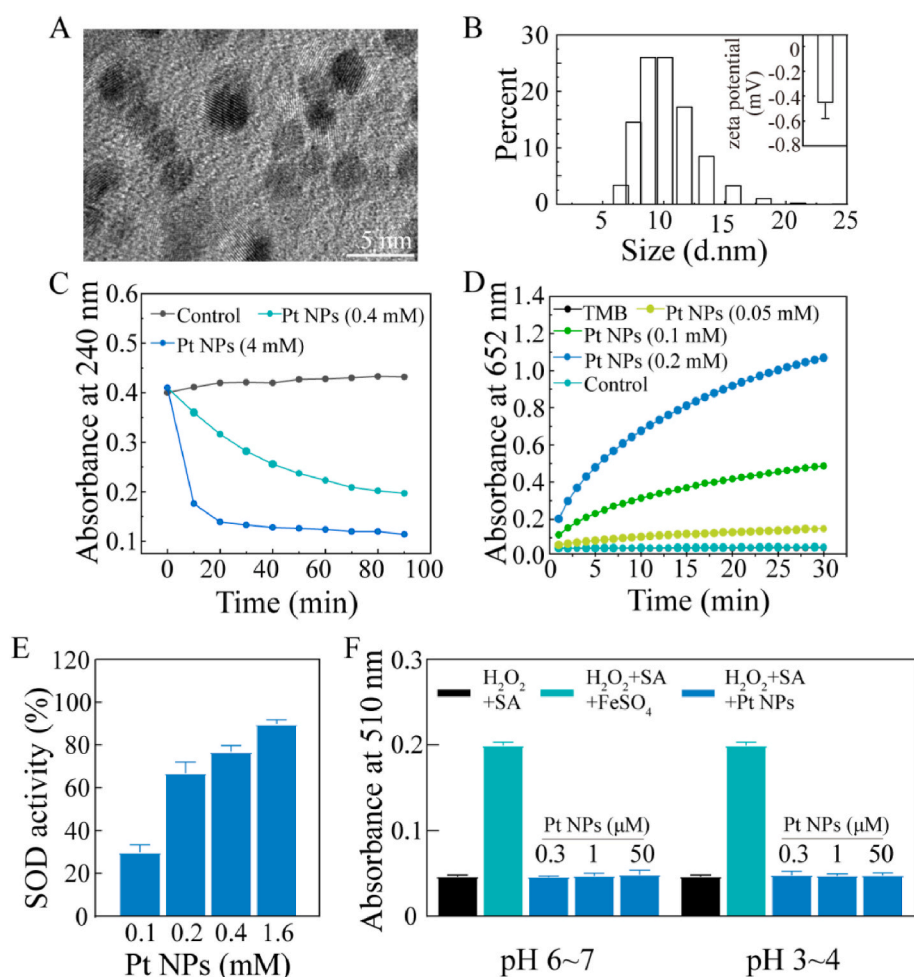 A
5 nm
B
Percent
30
20
10
0
5 10 15 20 25
Size (d.nm)
zeta potential
(mV)
0
-0.2
-0.4
-0.6
-0.8
C
Absorbance at 240 nm
0.6
0.5
0.4
0.3
0.2
0.1
Control
Pt NPs (0.4 mM)
Pt NPs (4 mM)
0 20 40 60 80 100
Time (min)
D
Absorbance at 652 nm
1.4
1.2
1.0
0.8
0.6
0.4
0.2
0.0
TMB
Pt NPs (0.05 mM)
Pt NPs (0.1 mM)
Pt NPs (0.2 mM)
Control
0 5 10 15 20 25 30
Time (min)
E
SOD activity (%)
120
100
80
60
40
20
0
0.1 0.2 0.4 1.6
Pt NPs (mM)
F
Absorbance at 510 nm
0.3
0.2
0.1
0
H₂O₂
+SA
H₂O₂+SA
+FeSO₄
H₂O₂+SA
+Pt NPs
Pt NPs (μM)
0.3 1 50
Pt NPs (μM)
0.3 1 50
pH 6~7
pH 3~4